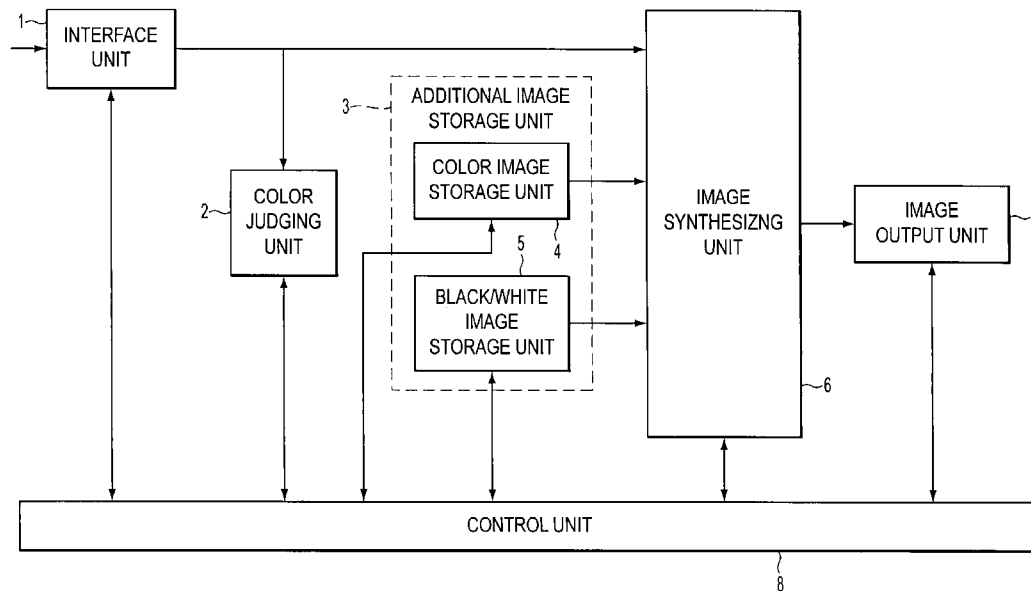 1
INTERFACE
UNIT
3
ADDITIONAL IMAGE
STORAGE UNIT
2
COLOR
JUDGING
UNIT
COLOR IMAGE
STORAGE UNIT
4
5
BLACK/WHITE
IMAGE
STORAGE UNIT
IMAGE
SYNTHESIZNG
UNIT
6
IMAGE
OUTPUT UNIT
CONTROL UNIT
8